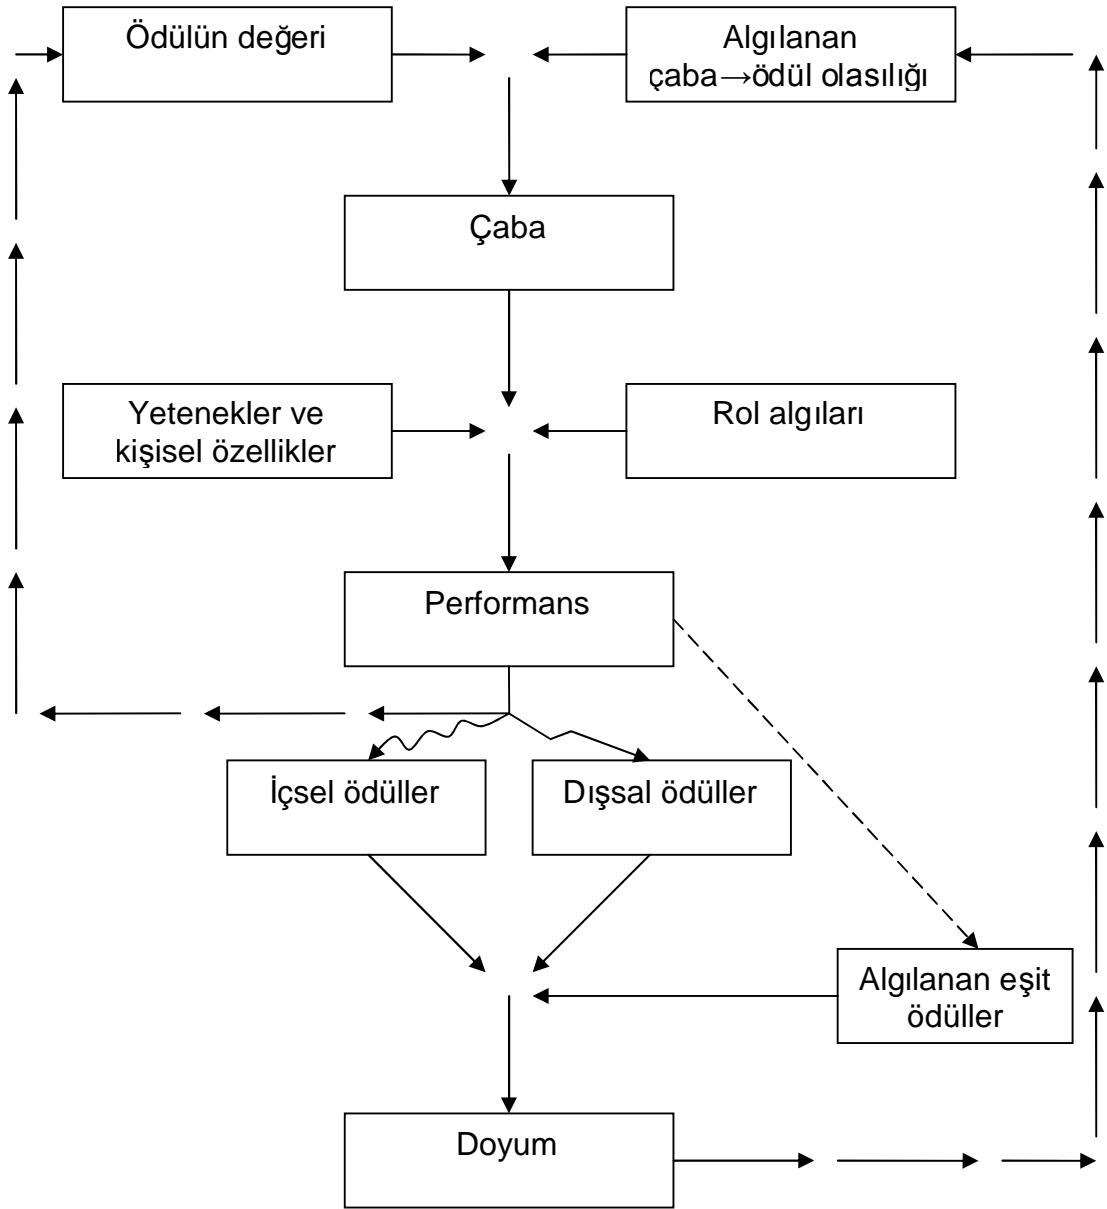 Ödülün değeri
Algılanan
çaba→ödül olasılığı
Çaba
Yetenekler ve
kişisel özellikler
Rol algıları
Performans
İçsel ödüller
Dışsal ödüller
Algılanan eşit
ödüller
Doyum